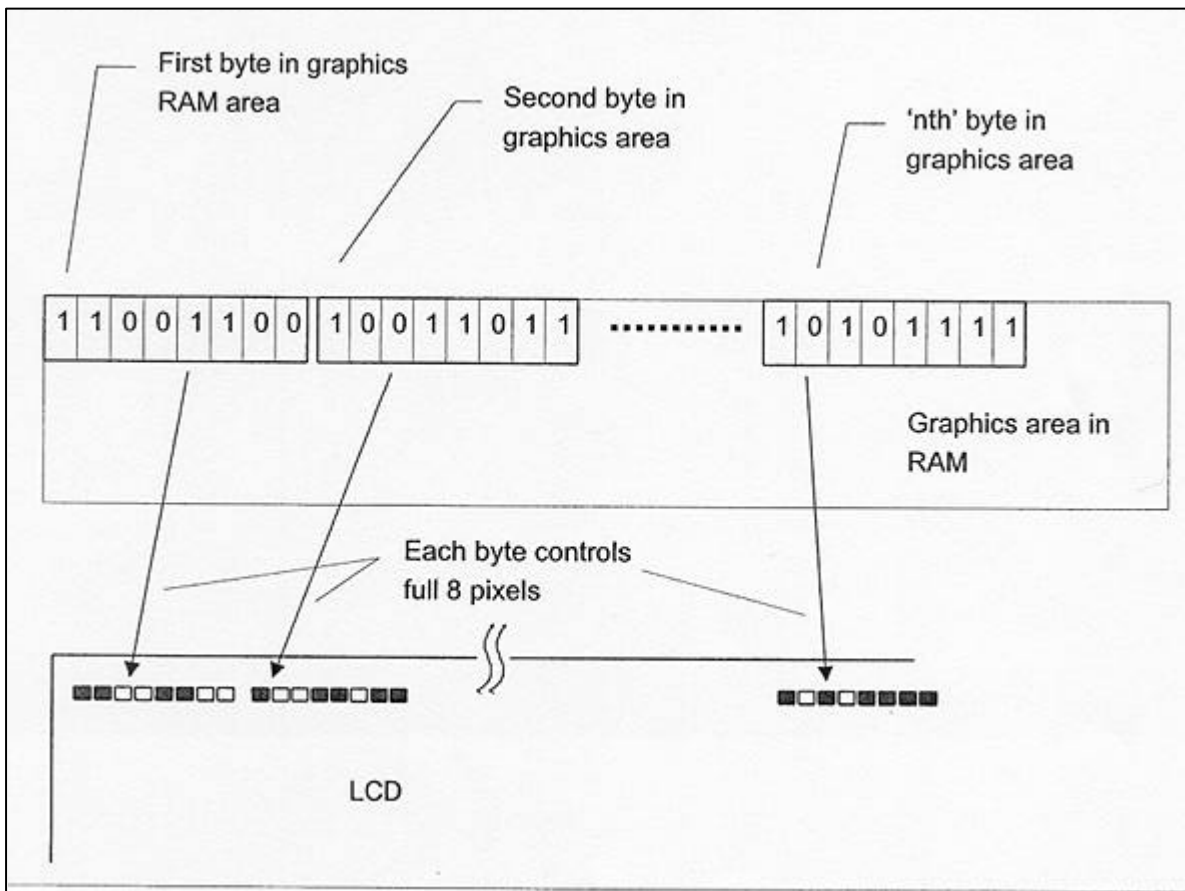 First byte in graphics
RAM area
Second byte in
graphics area
'nth' byte in
graphics area
1 1 0 0 1 1 0 0 1 0 0 1 1 0 1 1 1 0 1 0 1 1 1 1
Graphics area in
RAM
Each byte controls
full 8 pixels
LCD